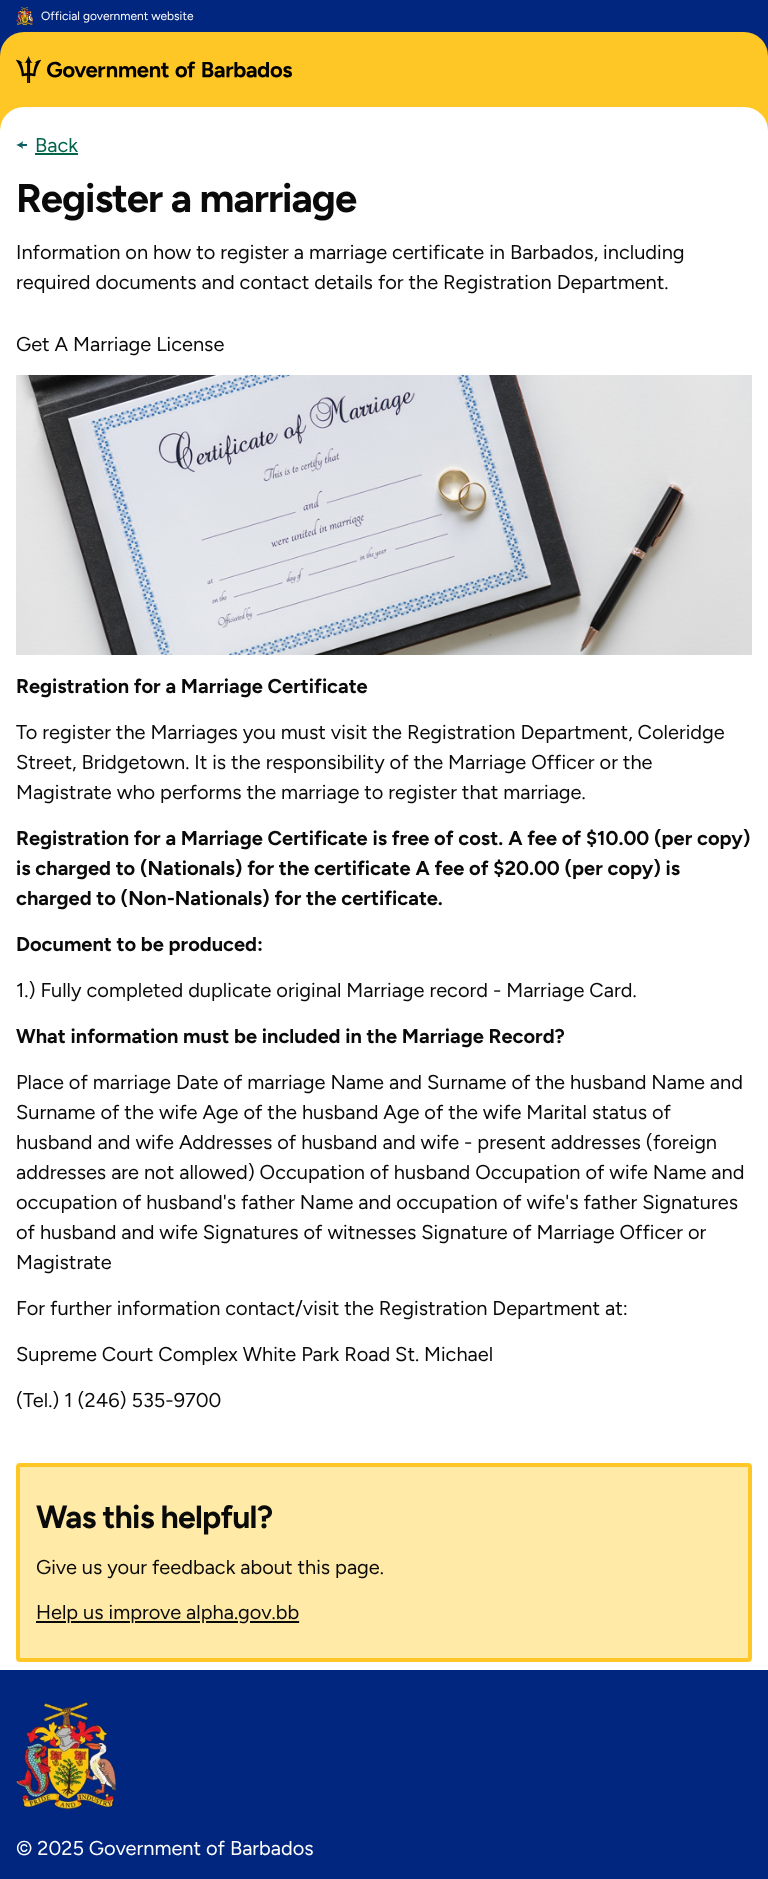 Official government website
Government of Barbados
Back
Register a marriage
Information on how to register a marriage certificate in Barbados, including
required documents and contact details for the Registration Department.
Get A Marriage License
Certificate of Marriage
This is to certify that
and
were united in marriage
at
on the day of in the year
Officiated by
Registration for a Marriage Certificate
To register the Marriages you must visit the Registration Department, Coleridge
Street, Bridgetown. It is the responsibility of the Marriage Officer or the
Magistrate who performs the marriage to register that marriage.
Registration for a Marriage Certificate is free of cost. A fee of $10.00 (per copy)
is charged to (Nationals) for the certificate A fee of $20.00 (per copy) is
charged to (Non-Nationals) for the certificate.
Document to be produced:
1.) Fully completed duplicate original Marriage record - Marriage Card.
What information must be included in the Marriage Record?
Place of marriage Date of marriage Name and Surname of the husband Name and
Surname of the wife Age of the husband Age of the wife Marital status of
husband and wife Addresses of husband and wife - present addresses (foreign
addresses are not allowed) Occupation of husband Occupation of wife Name and
occupation of husband's father Name and occupation of wife's father Signatures
of husband and wife Signatures of witnesses Signature of Marriage Officer or
Magistrate
For further information contact/visit the Registration Department at:
Supreme Court Complex White Park Road St. Michael
(Tel.) 1 (246) 535-9700
Was this helpful?
Give us your feedback about this page.
Help us improve alpha.gov.bb
PRIDE AND INDUSTRY
© 2025 Government of Barbados